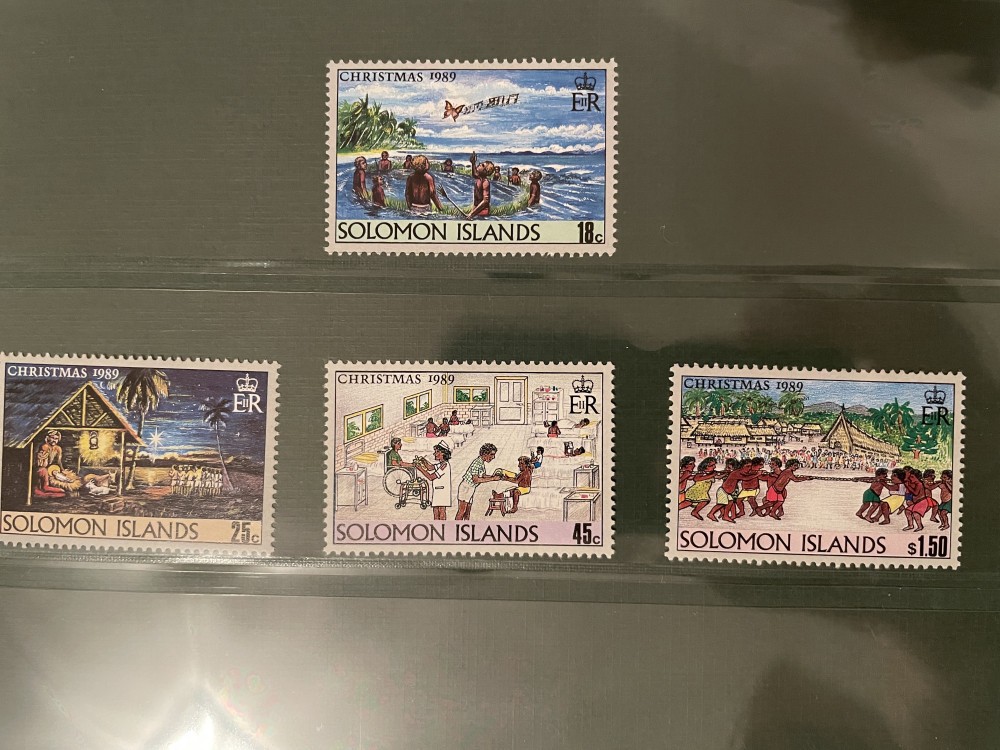 CHRISTMAS 1989
EIIR
SOLOMON ISLANDS 18c
CHRISTMAS 1989
EIIR
SOLOMON ISLANDS 25c
CHRISTMAS 1989
EIIR
SOLOMON ISLANDS 45c
CHRISTMAS 1989
EIIR
SOLOMON ISLANDS $1.50